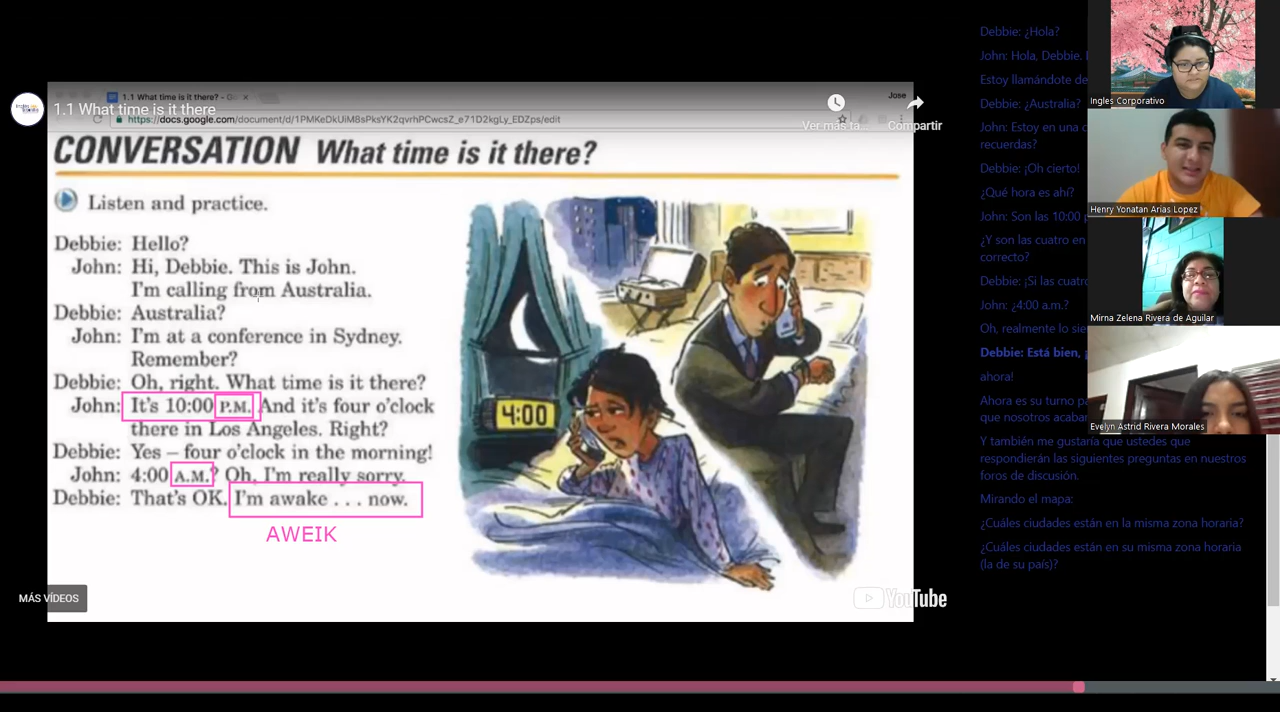 1.1 What time is it there?
Jose
1.1 What time is it there
https://docs.google.com/document/d/1PMKeDkUiM8sPksYK2qvrhPCwcsZ_e71D2kgLy_EDZps/edit
Ver más ta...
Compartir
CONVERSATION What time is it there?
Listen and practice.
Debbie: Hello?
John: Hi, Debbie. This is John.
I'm calling from Australia.
Debbie: Australia?
John: I'm at a conference in Sydney.
Remember?
Debbie: Oh, right. What time is it there?
John: It's 10:00 P.M. And it's four o'clock
there in Los Angeles. Right?
Debbie: Yes – four o'clock in the morning!
John: 4:00 A.M.? Oh, I'm really sorry.
Debbie: That's OK. I'm awake . . . now.
AWEIK
4:00
MÁS VÍDEOS
YouTube
Debbie: ¿Hola?
John: Hola, Debbie.
Estoy llamándote de
Debbie: ¿Australia?
John: Estoy en una
recuerdas?
Debbie: ¡Oh cierto!
¿Qué hora es ahí?
John: Son las 10:00
¿Y son las cuatro en
correcto?
Debbie: ¡Si las cuatro
John: ¿4:00 a.m.?
Oh, realmente lo
Debbie: Está bien,
ahora!
Ahora es su turno
que nosotros
Y también me gustaría que ustedes
respondierán las siguientes preguntas en nuestros
foros de discusión.
Mirando el mapa:
¿Cuáles ciudades están en la misma zona horaria?
¿Cuáles ciudades están en su misma zona horaria
(la de su país)?
Ingles Corporativo
Henry Yonatan Arias Lopez
Mirna Zelena Rivera de Aguilar
Evelyn Astrid Rivera Morales